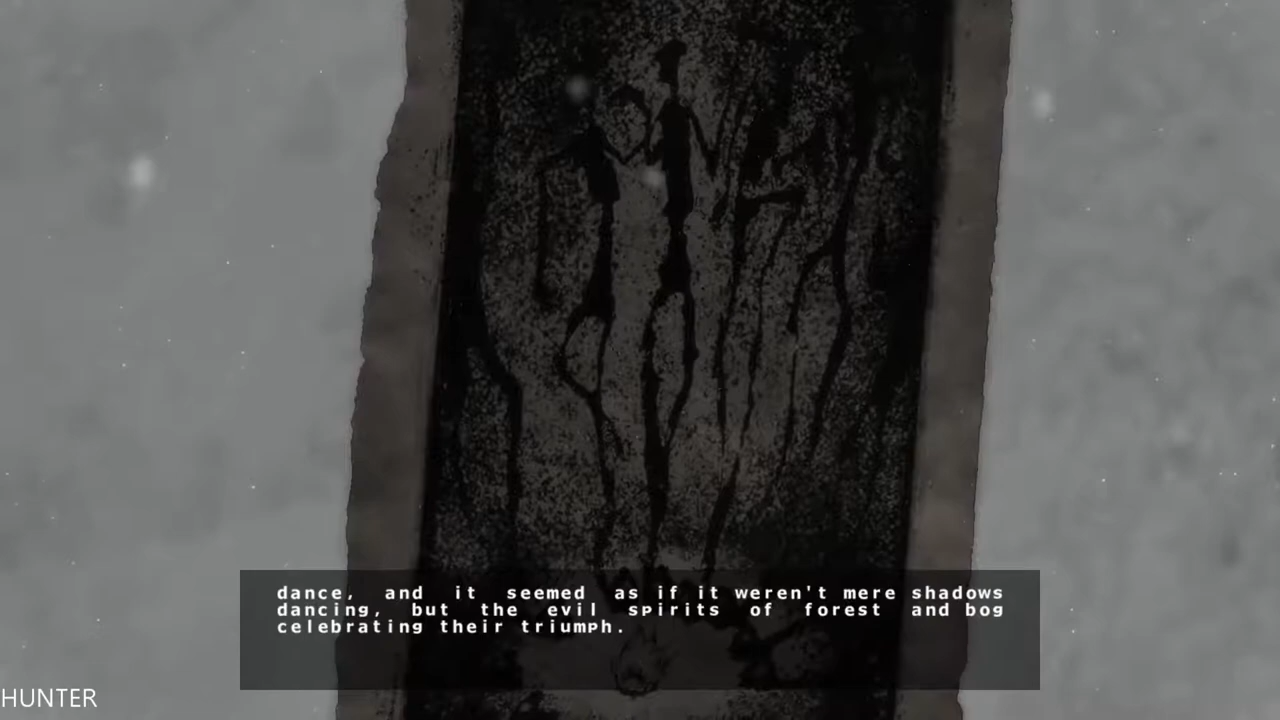 dance, and it seemed as if it weren't mere shadows
dancing, but the evil spirits of forest and bog
celebrating their triumph.
HUNTER